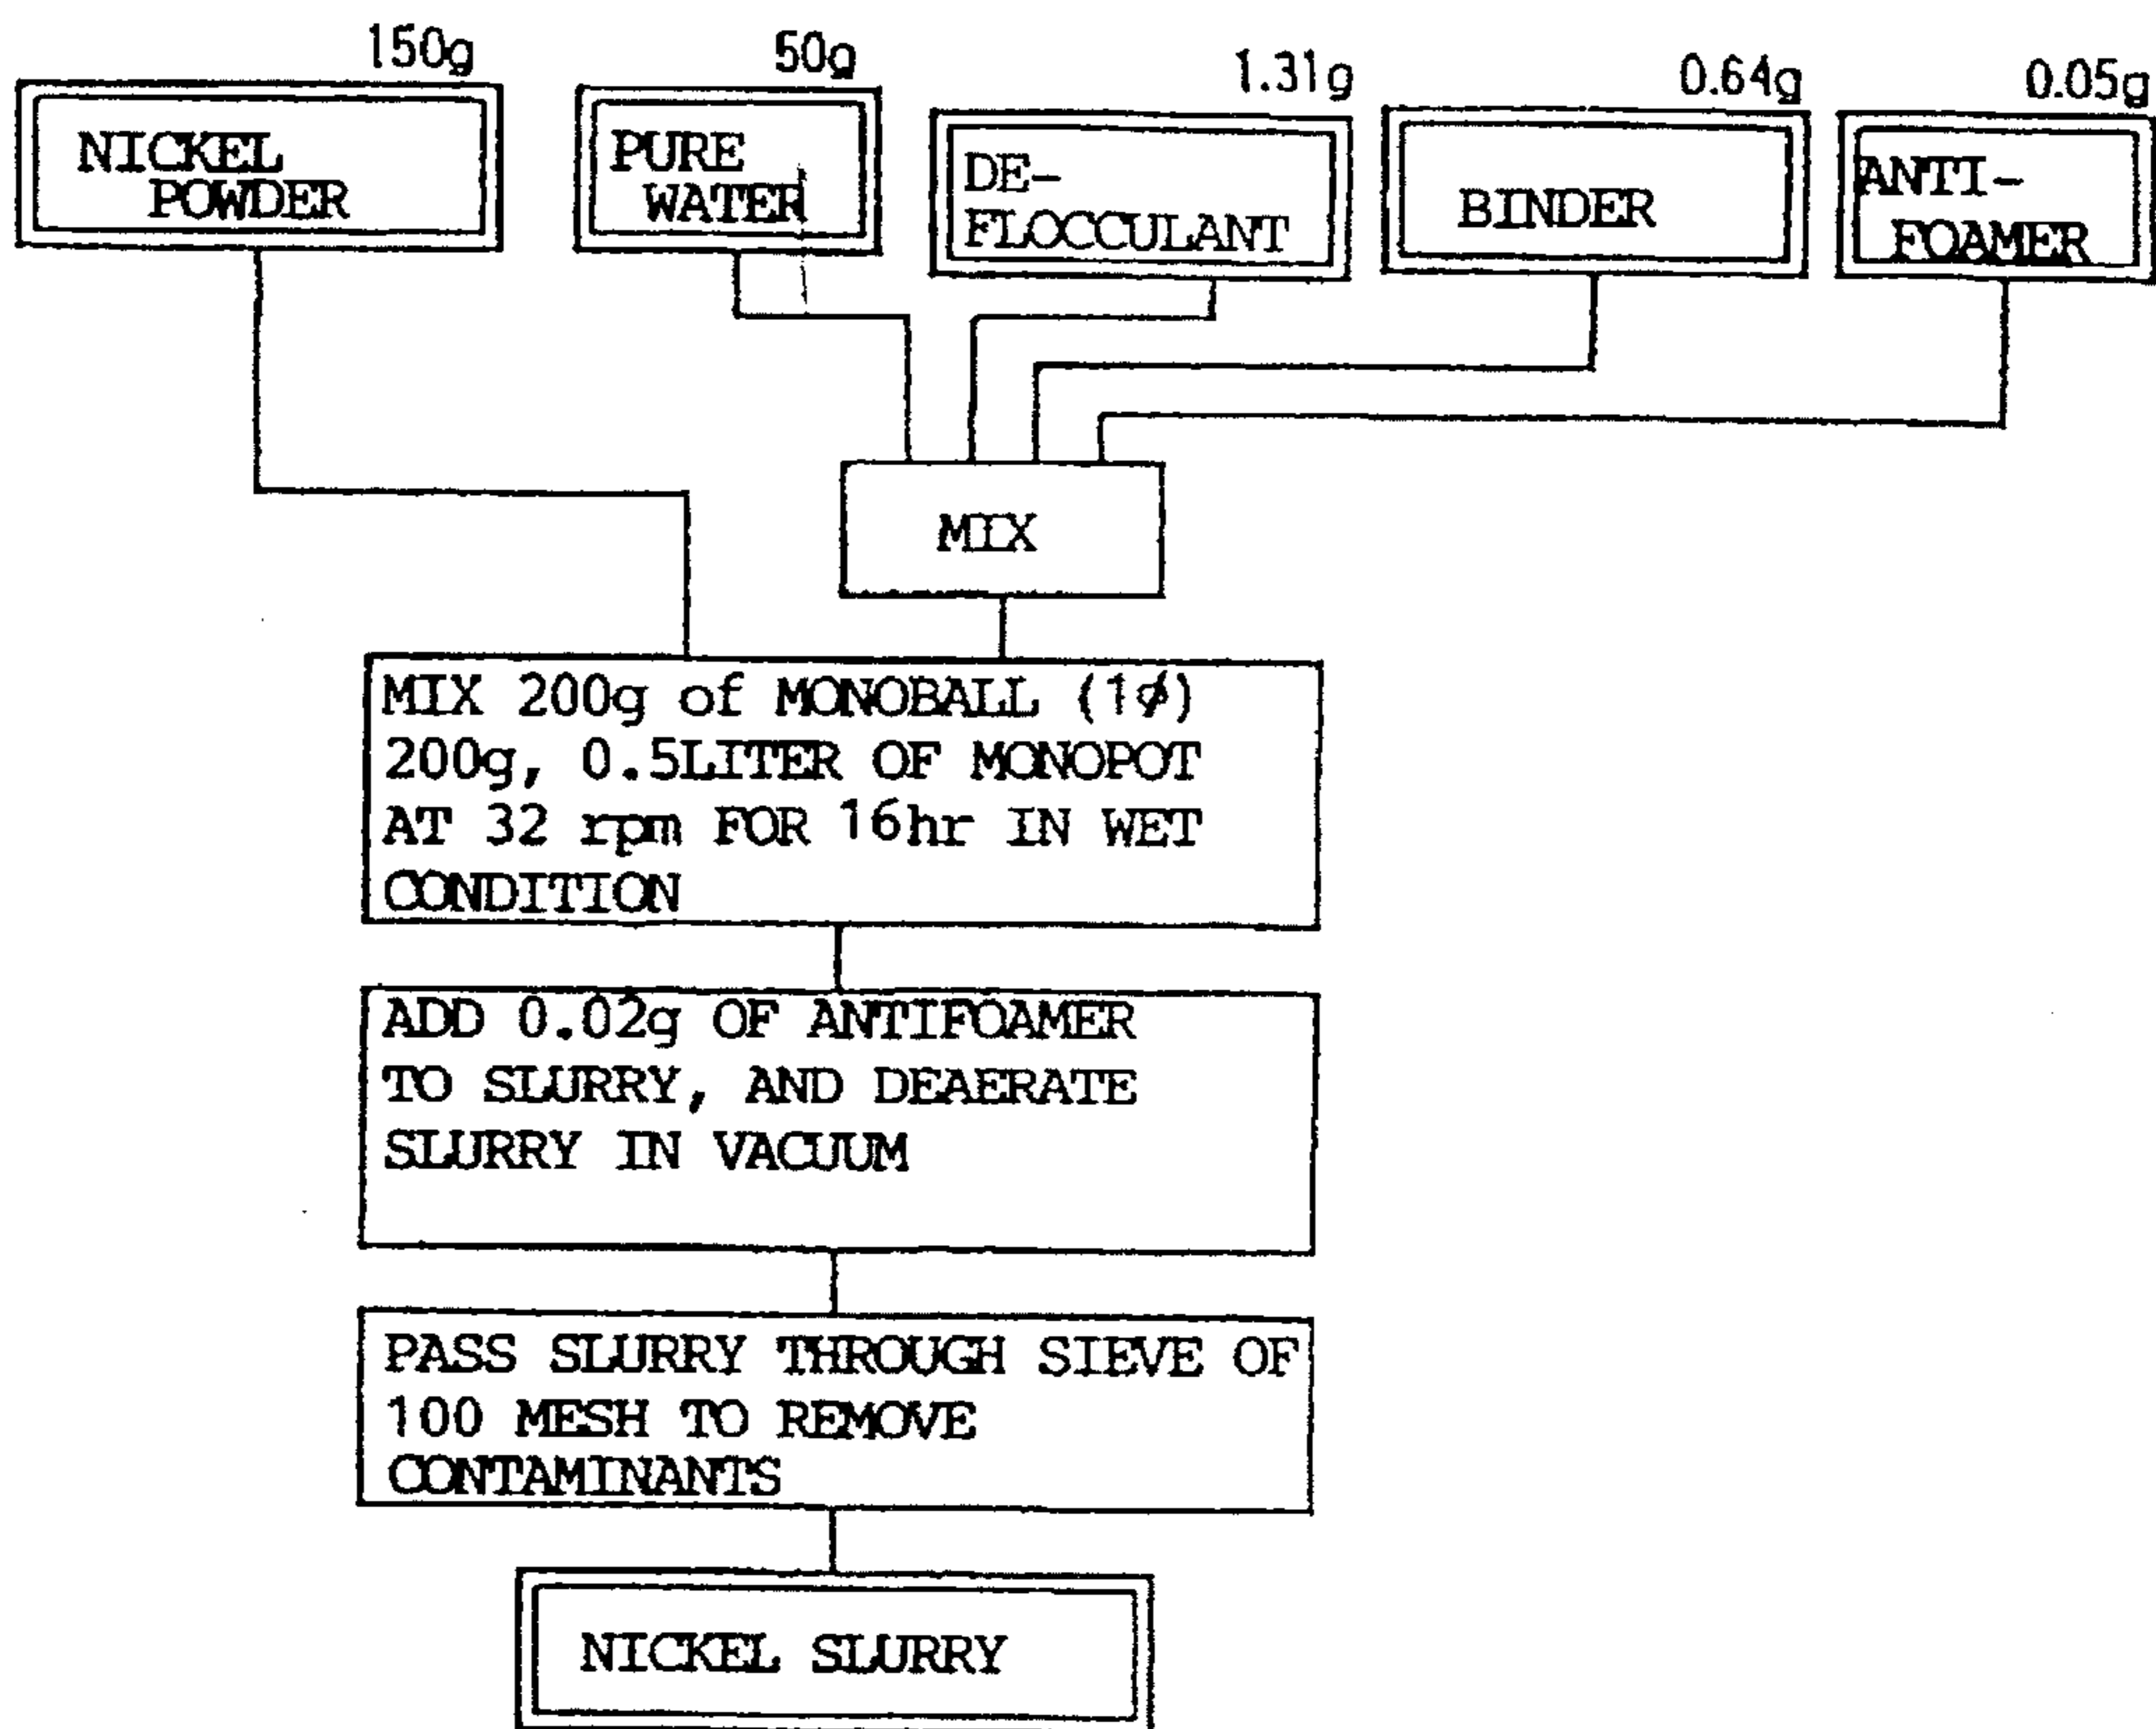 150g
50g
1.31g
0.64g
0.05g
NICKEL
POWDER
PURE
WATER
DE-
FLOCCULANT
BINDER
ANTI-
FOAMER
MIX
MIX 200g of MONOBALL (1ø)
200g, 0.5LITER OF MONOPOT
AT 32 rpm FOR 16hr IN WET
CONDITION
ADD 0.02g OF ANTIFOAMER
TO SLURRY, AND DEAERATE
SLURRY IN VACUUM
PASS SLURRY THROUGH SIEVE OF
100 MESH TO REMOVE
CONTAMINANTS
NICKEL SLURRY